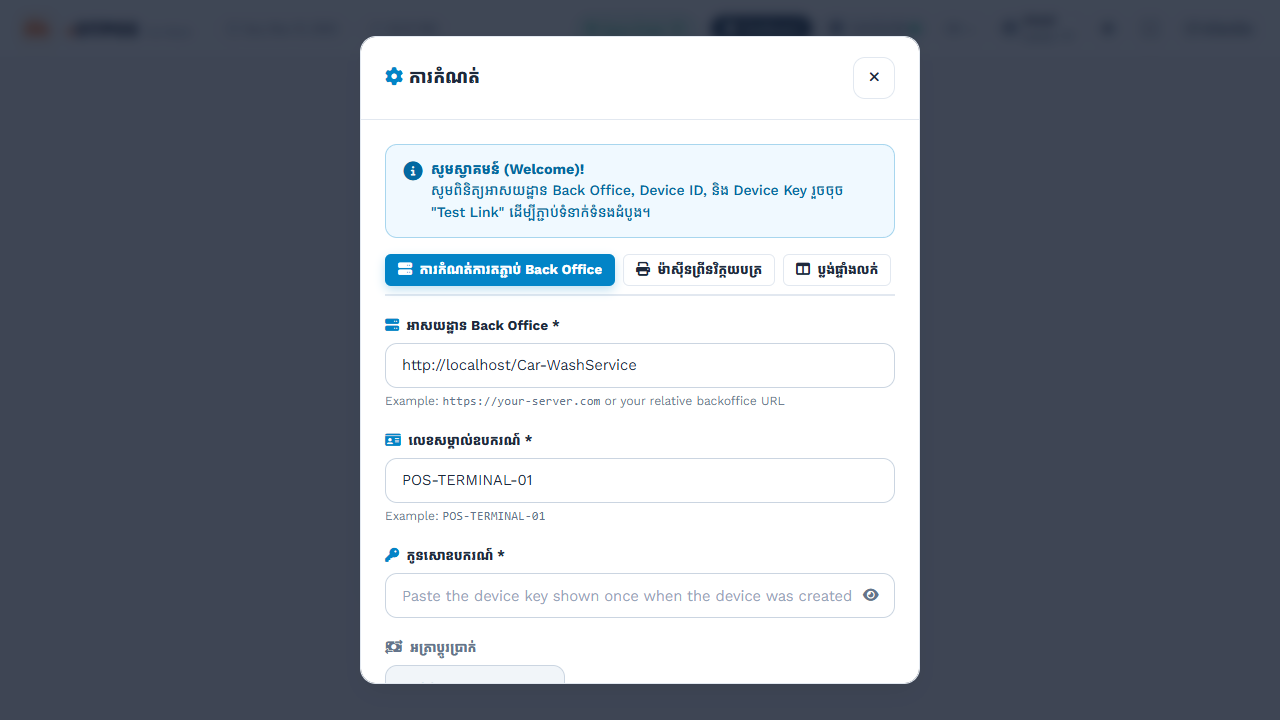 ការកំណត់
សូមស្វាគមន៍ (Welcome)!
សូមពិនិត្យអាសយដ្ឋាន Back Office, Device ID, និង Device Key រួចចុច
"Test Link" ដើម្បីភ្ជាប់ទំនាក់ទំនងដំបូង។
ការកំណត់ការតភ្ជាប់ Back Office
ម៉ាស៊ីនព្រីនវិក្កយបត្រ
ប្លង់ផ្ទាំងលក់
អាសយដ្ឋាន Back Office *
http://localhost/Car-WashService
Example: https://your-server.com or your relative backoffice URL
លេខសម្គាល់ឧបករណ៍ *
POS-TERMINAL-01
Example: POS-TERMINAL-01
កូនសោឧបករណ៍ *
Paste the device key shown once when the device was created
អត្រាប្តូរប្រាក់